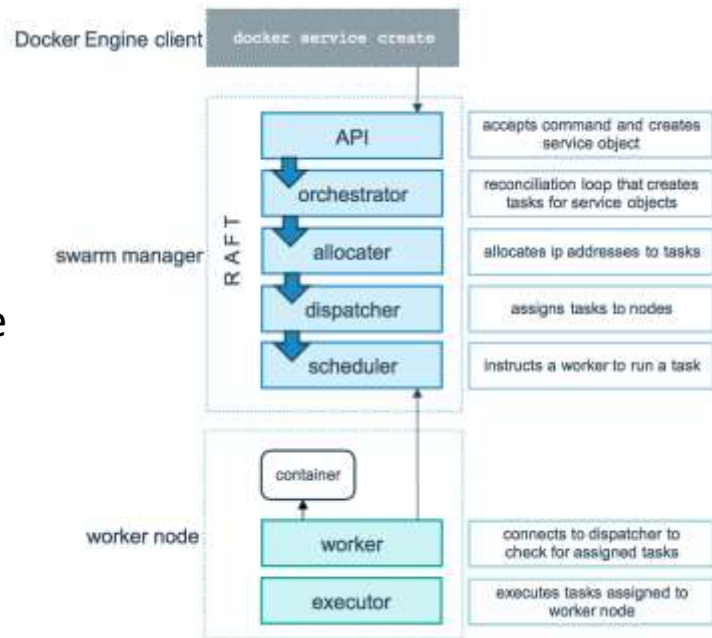 Docker Engine client
docker service create
API
accepts command and creates
service object
orchestrator
reconciliation loop that creates
tasks for service objects
swarm manager
RAFT
allocater
allocates ip addresses to tasks
e
dispatcher
assigns tasks to nodes
scheduler
instructs a worker to run a task
container
worker node
worker
connects to dispatcher to
check for assigned tasks
executor
executes tasks assigned to
worker node